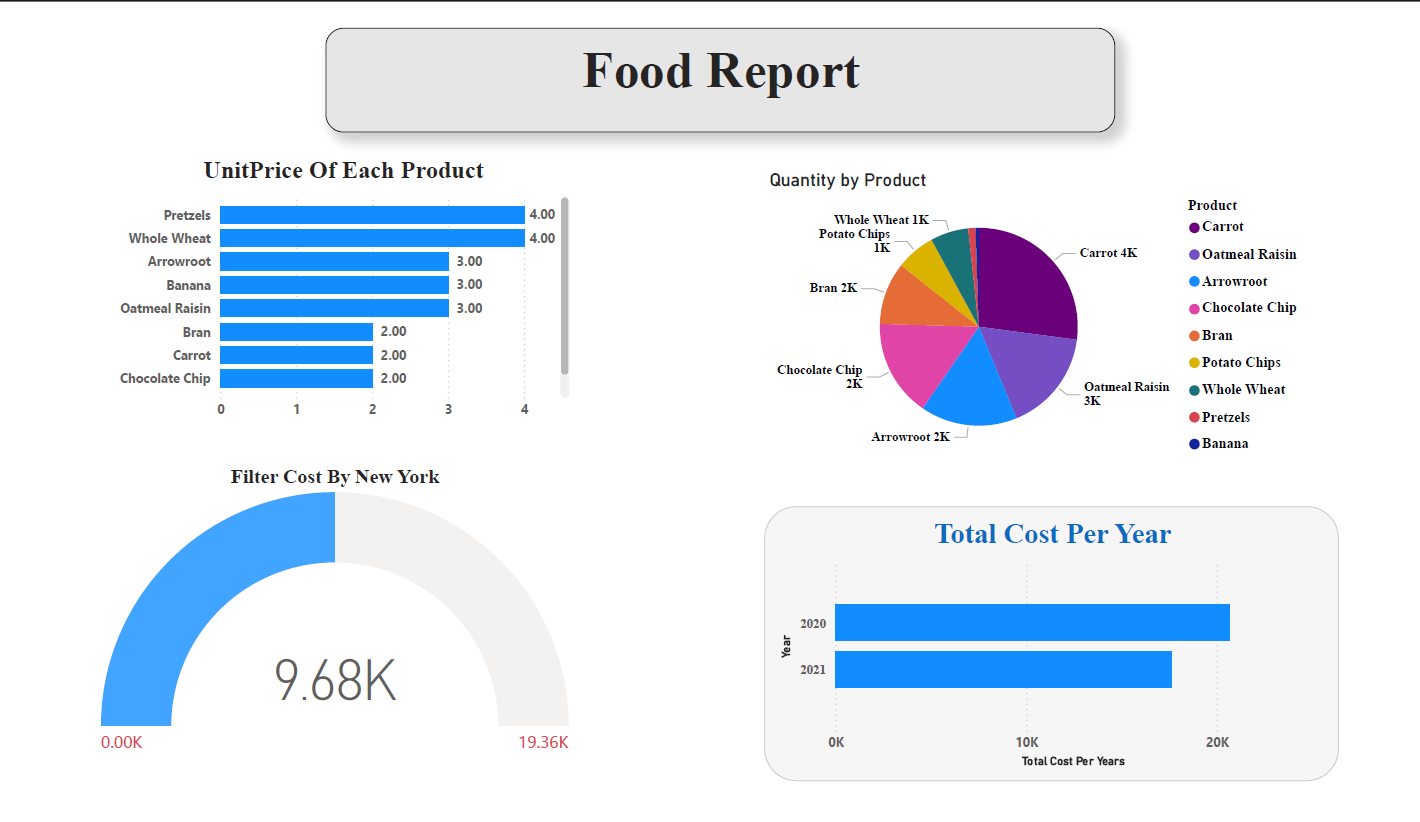 Food Report
UnitPrice Of Each Product
Pretzels 4.00
Whole Wheat 4.00
Arrowroot 3.00
Banana 3.00
Oatmeal Raisin 3.00
Bran 2.00
Carrot 2.00
Chocolate Chip 2.00
0 1 2 3 4
Quantity by Product
Whole Wheat 1K
Potato Chips
1K
Bran 2K
Chocolate Chip
2K
Arrowroot 2K
Carrot 4K
Oatmeal Raisin
3K
Product
Carrot
Oatmeal Raisin
Arrowroot
Chocolate Chip
Bran
Potato Chips
Whole Wheat
Pretzels
Banana
Filter Cost By New York
9.68K
0.00K 19.36K
Total Cost Per Year
Year
2020
2021
0K 10K 20K
Total Cost Per Years